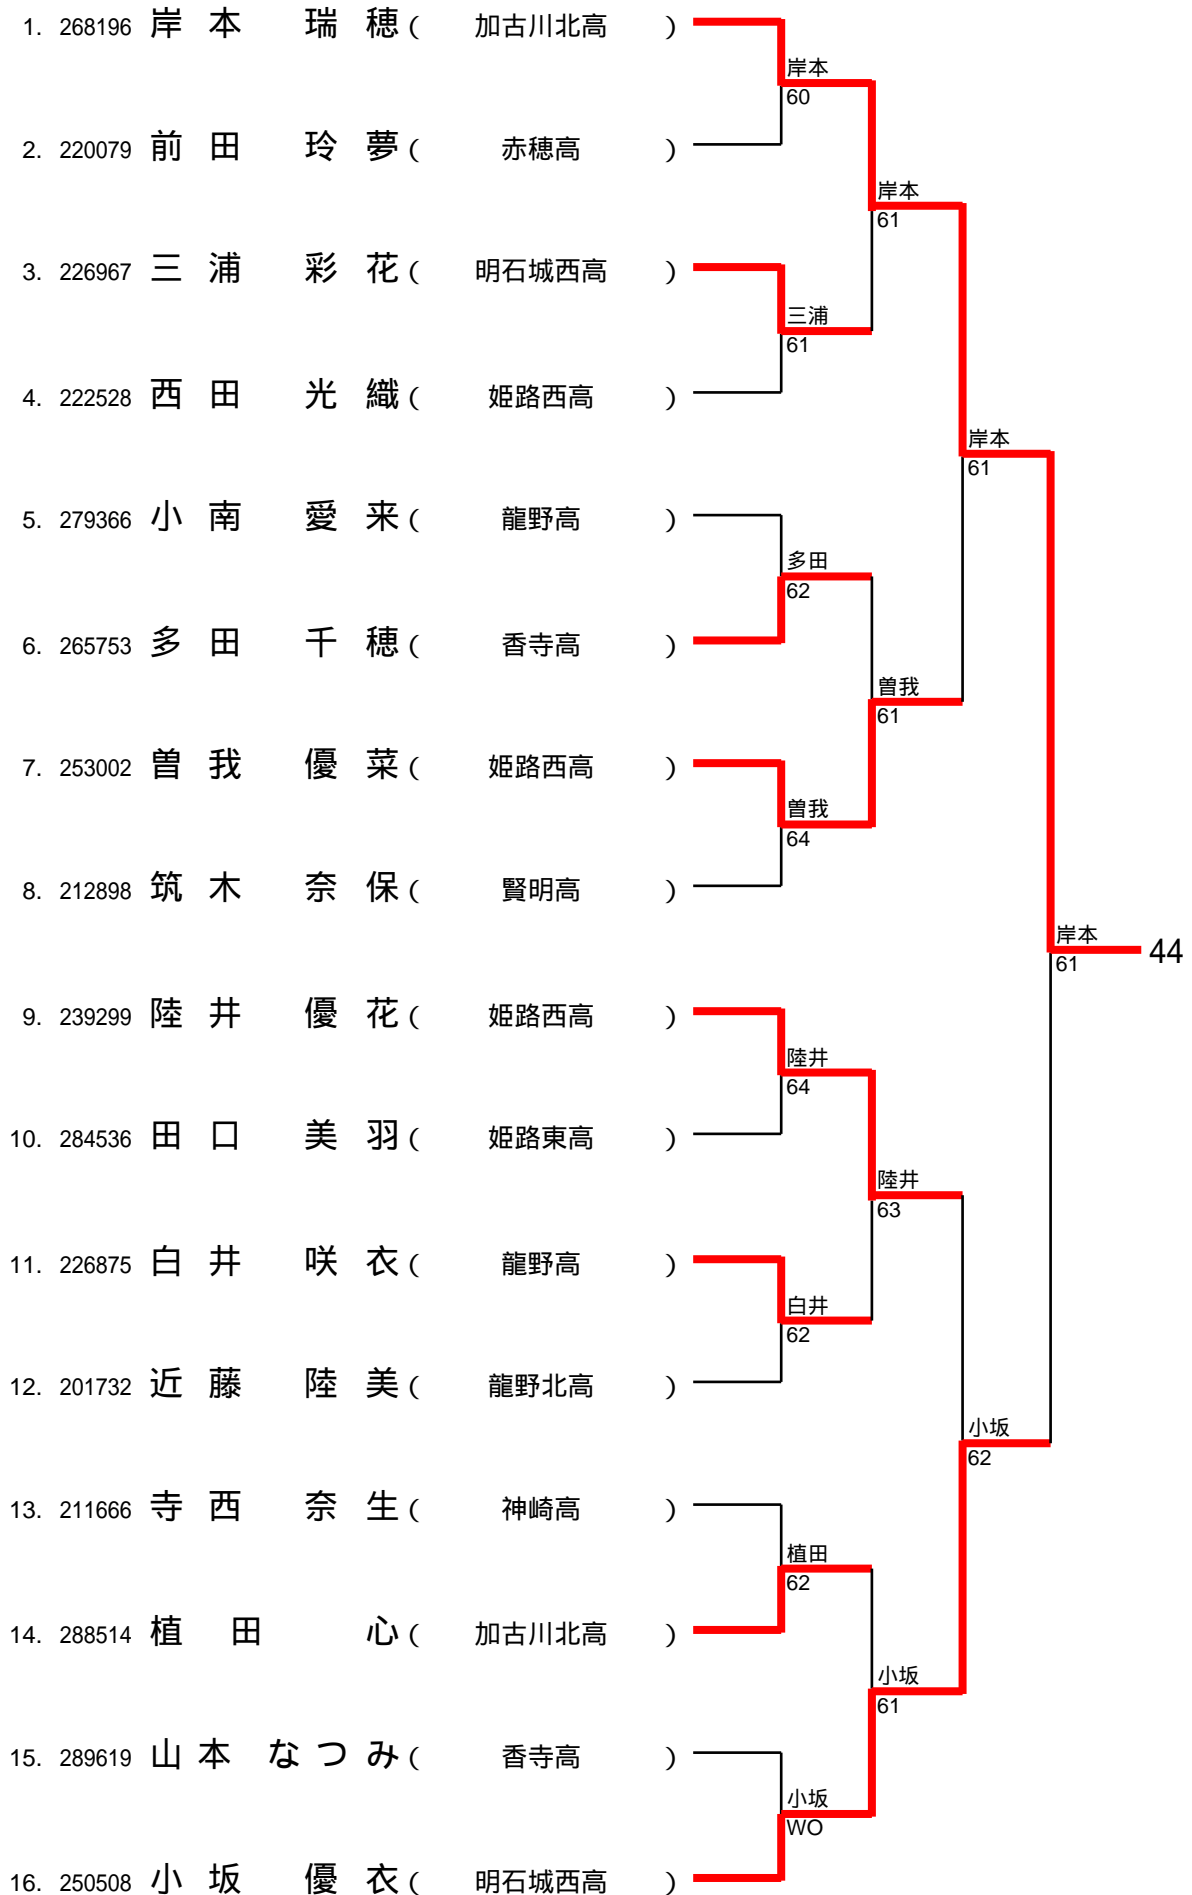 1. 268196 岸本 瑞穂( 加古川北高 )
岸本
60
2. 220079 前田 玲夢( 赤穂高 )
岸本
61
3. 226967 三浦 彩花( 明石城西高 )
三浦
61
4. 222528 西田 光織( 姫路西高 )
岸本
61
5. 279366 小南 愛来( 龍野高 )
多田
62
6. 265753 多田 千穂( 香寺高 )
曽我
61
7. 253002 曽我 優菜( 姫路西高 )
曽我
64
8. 212898 筑木 奈保( 賢明高 )
岸本
61
44
9. 239299 陸井 優花( 姫路西高 )
陸井
64
10. 284536 田口 美羽( 姫路東高 )
陸井
63
11. 226875 白井 咲衣( 龍野高 )
白井
62
12. 201732 近藤 陸美( 龍野北高 )
小坂
62
13. 211666 寺西 奈生( 神崎高 )
植田
62
14. 288514 植田 心( 加古川北高 )
小坂
61
15. 289619 山本 なつみ( 香寺高 )
小坂
WO
16. 250508 小坂 優衣( 明石城西高 )